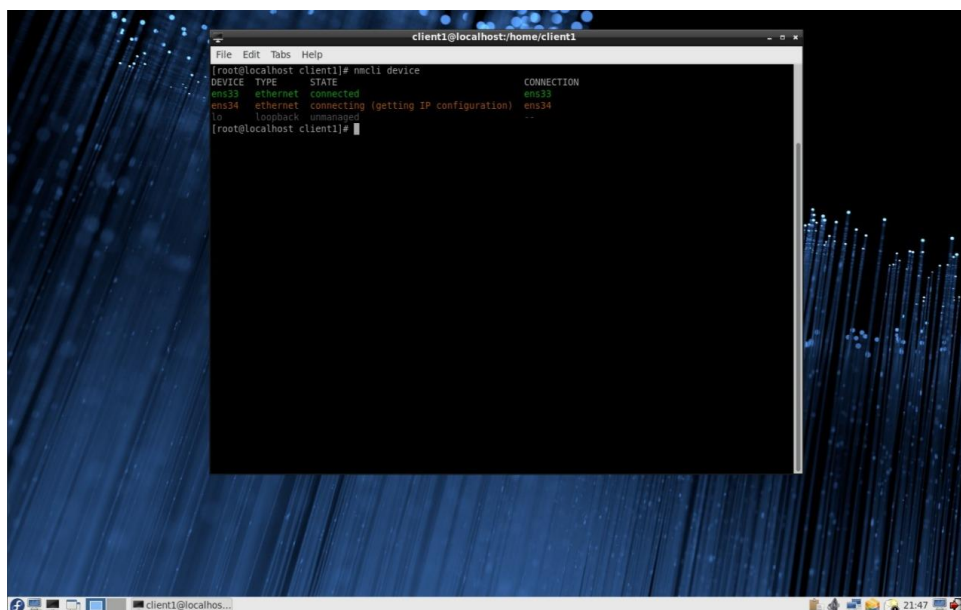 client1@localhost:/home/client1
File Edit Tabs Help
[root@localhost client1]# nmcli device
DEVICE TYPE STATE CONNECTION
ens33 ethernet connected ens33
ens34 ethernet connecting (getting IP configuration) ens34
lo loopback unmanaged --
[root@localhost client1]#
client1@localhos...
21:47